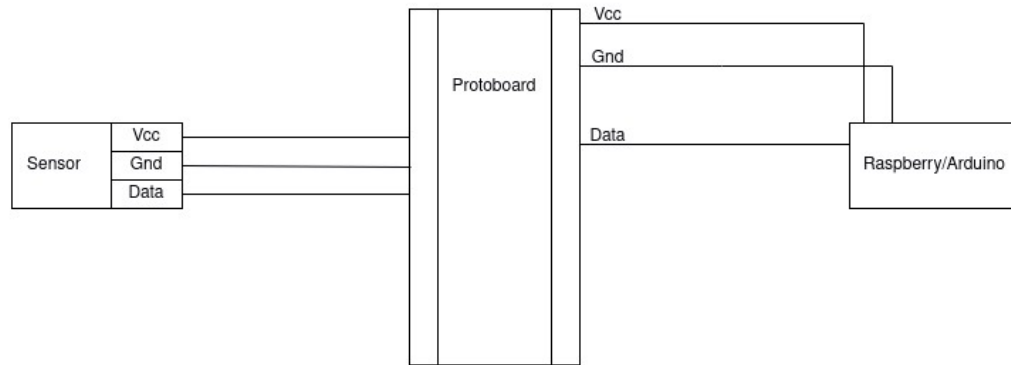 Vcc
Gnd
Protoboard
Data
Vcc
Sensor
Gnd
Data
Raspberry/Arduino